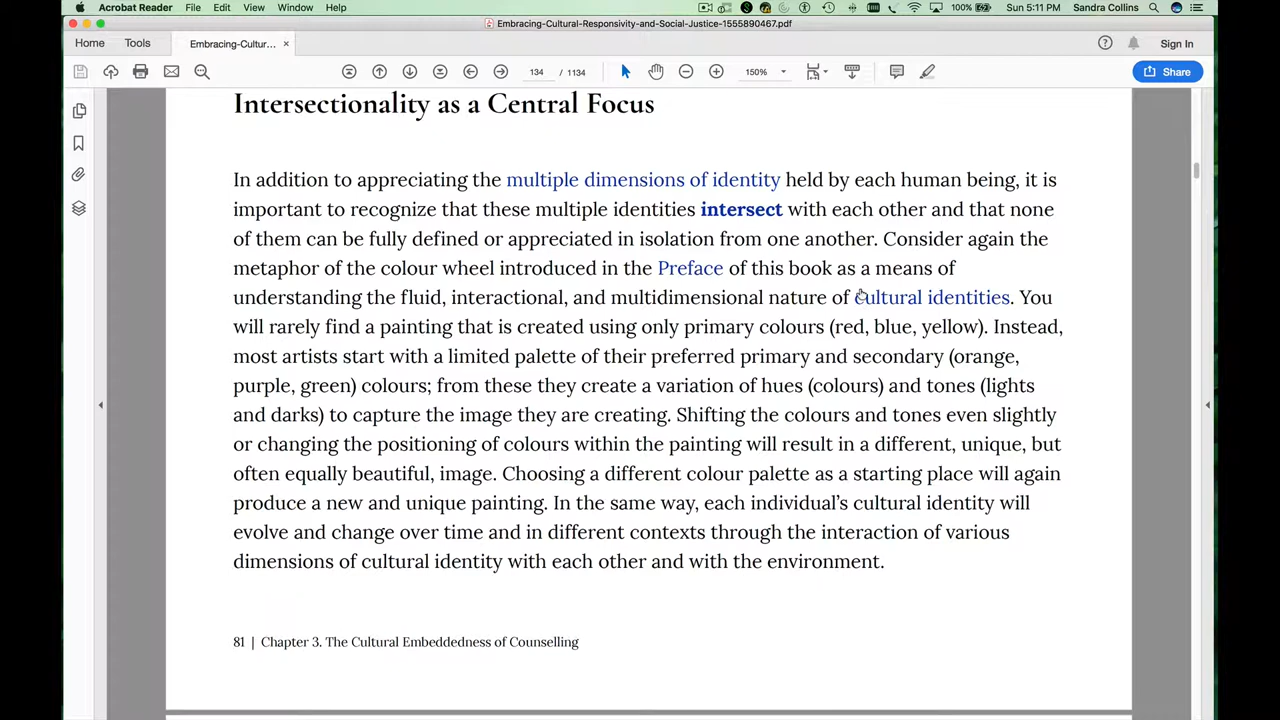 Acrobat Reader File Edit View Window Help 100% Sun 5:11 PM Sandra Collins
Embracing-Cultural-Responsivity-and-Social-Justice-1555890467.pdf
Home Tools Embracing-Cultur... × Sign In
134 / 1134 150% Share
Intersectionality as a Central Focus
In addition to appreciating the multiple dimensions of identity held by each human being, it is
important to recognize that these multiple identities intersect with each other and that none
of them can be fully defined or appreciated in isolation from one another. Consider again the
metaphor of the colour wheel introduced in the Preface of this book as a means of
understanding the fluid, interactional, and multidimensional nature of cultural identities. You
will rarely find a painting that is created using only primary colours (red, blue, yellow). Instead,
most artists start with a limited palette of their preferred primary and secondary (orange,
purple, green) colours; from these they create a variation of hues (colours) and tones (lights
and darks) to capture the image they are creating. Shifting the colours and tones even slightly
or changing the positioning of colours within the painting will result in a different, unique, but
often equally beautiful, image. Choosing a different colour palette as a starting place will again
produce a new and unique painting. In the same way, each individual's cultural identity will
evolve and change over time and in different contexts through the interaction of various
dimensions of cultural identity with each other and with the environment.
81 | Chapter 3. The Cultural Embeddedness of Counselling